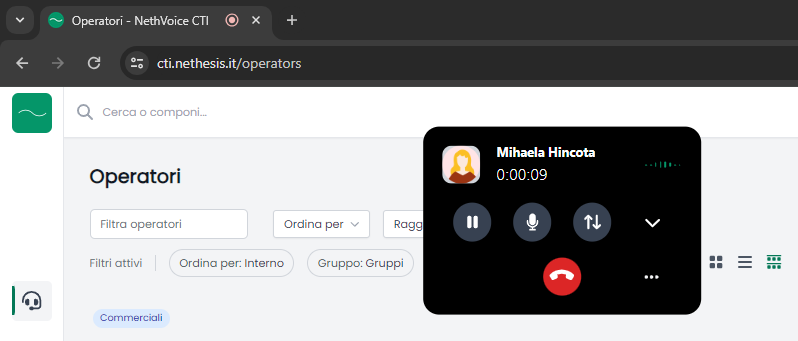 Operatori - NethVoice CTI
cti.nethesis.it/operators
Cerca o componi...
Mihaela Hincota
0:00:09
Operatori
Filtra operatori
Ordina per
Ragg
Filtri attivi
Ordina per: Interno
Gruppo: Gruppi
Commerciali